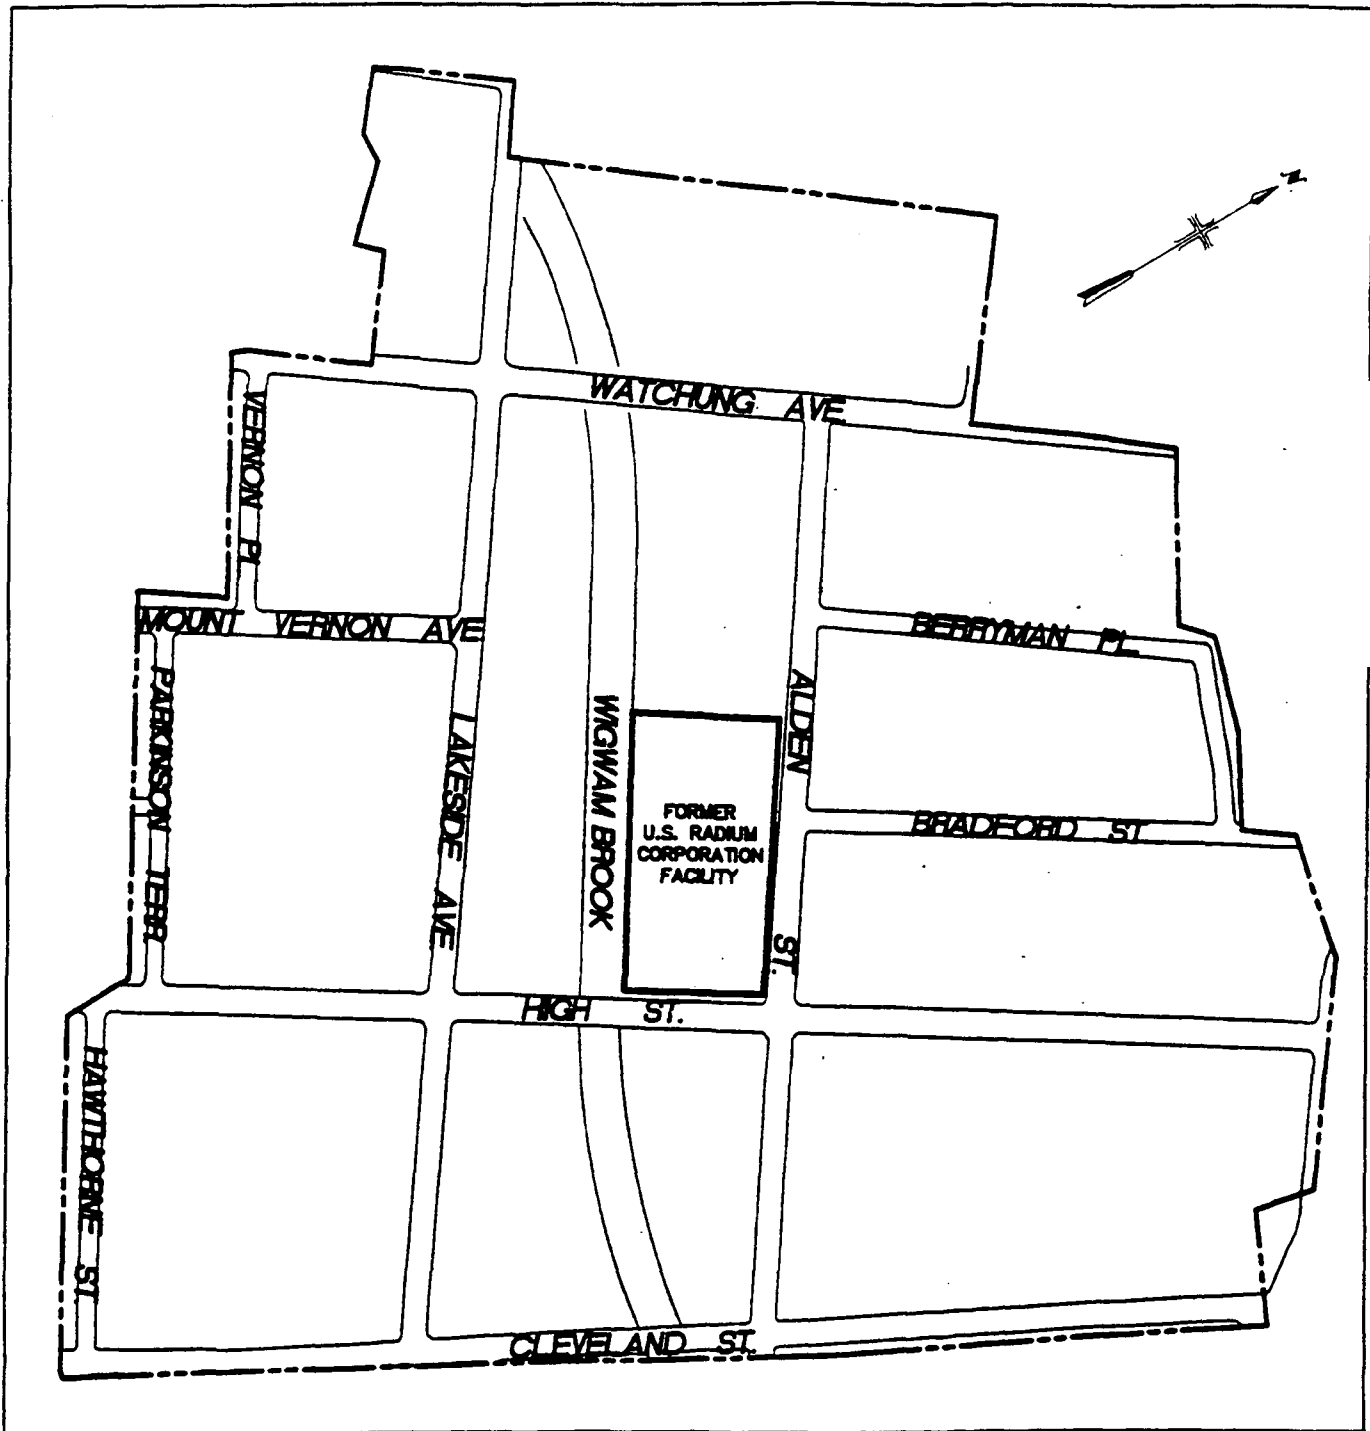 N
WATCHUNG AVE.
VERNON PL.
MOUNT VERNON AVE.
BERRYMAN PL.
PARKINSON TERR.
LAKESIDE AVE.
WIGWAM BROOK
ALDEN ST.
FORMER
U.S. RADIUM
CORPORATION
FACILITY
BRADFORD ST.
HIGH ST.
HAWTHORNE ST.
CLEVELAND ST.